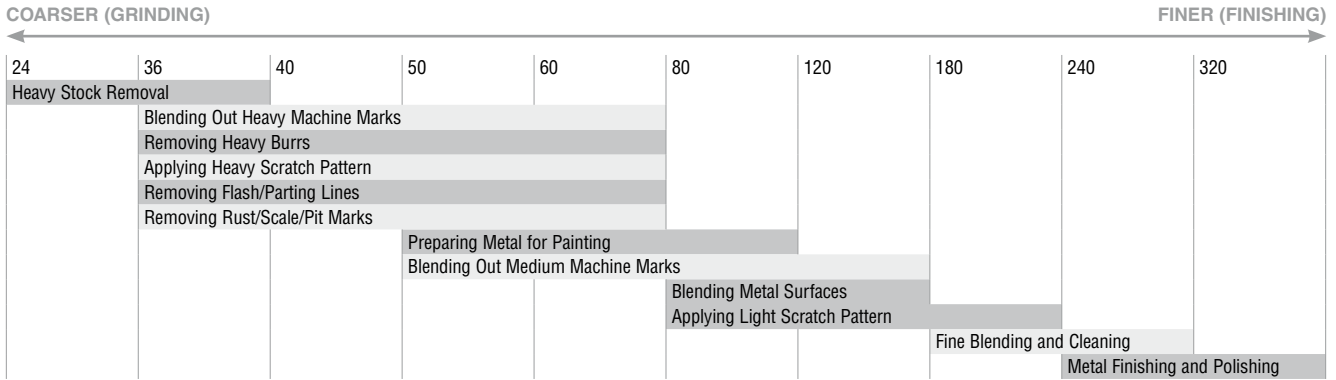 COARSER (GRINDING) FINER (FINISHING)
24 36 40 50 60 80 120 180 240 320
Heavy Stock Removal
Blending Out Heavy Machine Marks
Removing Heavy Burrs
Applying Heavy Scratch Pattern
Removing Flash/Parting Lines
Removing Rust/Scale/Pit Marks
Preparing Metal for Painting
Blending Out Medium Machine Marks
Blending Metal Surfaces
Applying Light Scratch Pattern
Fine Blending and Cleaning
Metal Finishing and Polishing